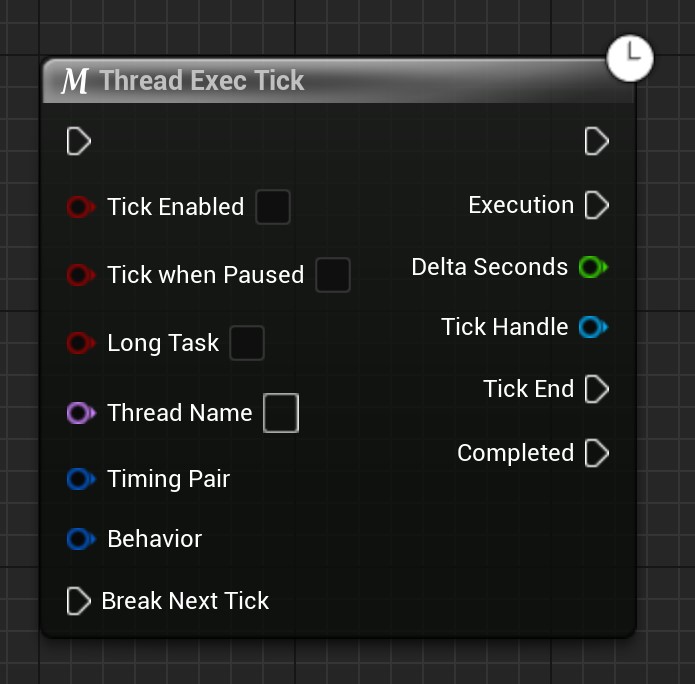 M Thread Exec Tick
Tick Enabled
Execution
Tick when Paused
Delta Seconds
Long Task
Tick Handle
Thread Name
Tick End
Timing Pair
Completed
Behavior
Break Next Tick